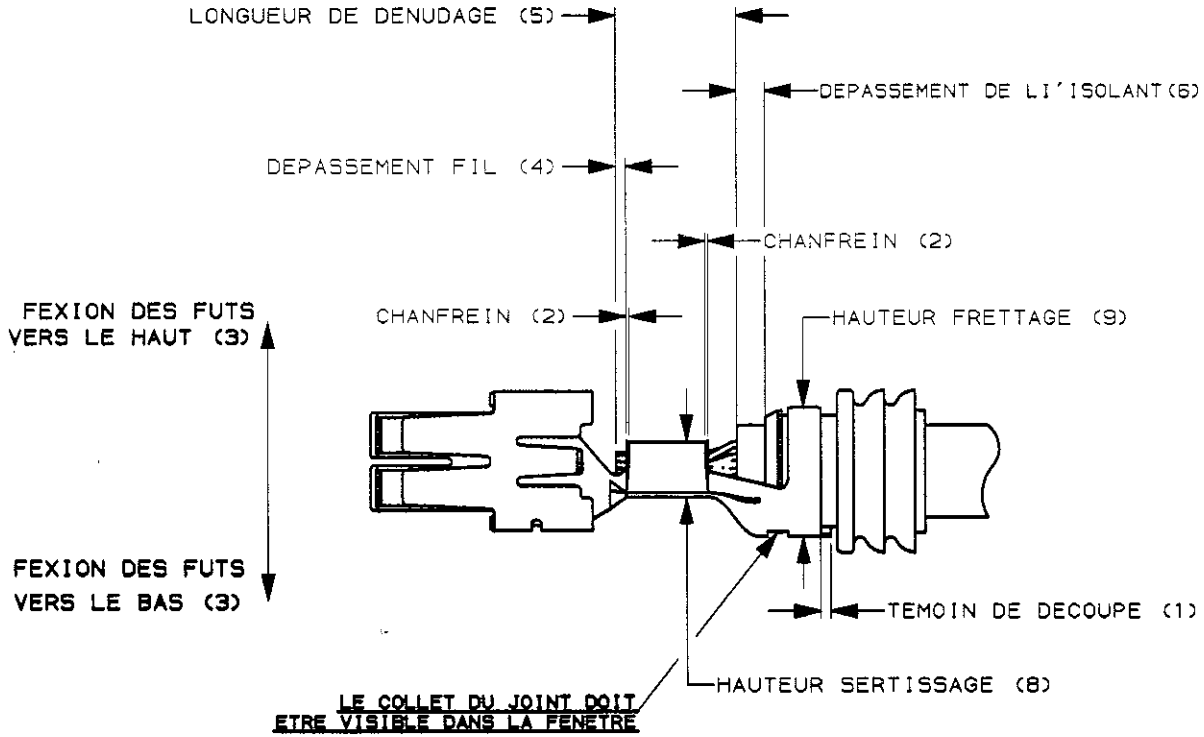 LONGUEUR DE DENUDAGE (5)
DEPASSEMENT DE LI'ISOLANT(6)
DEPASSEMENT FIL (4)
CHANFREIN (2)
CHANFREIN (2)
FEXION DES FUTS
VERS LE HAUT (3)
HAUTEUR FRETTAGE (9)
FEXION DES FUTS
VERS LE BAS (3)
TEMOIN DE DECOUPE (1)
HAUTEUR SERTISSAGE (8)
LE COLLET DU JOINT DOIT
ETRE VISIBLE DANS LA FENETRE